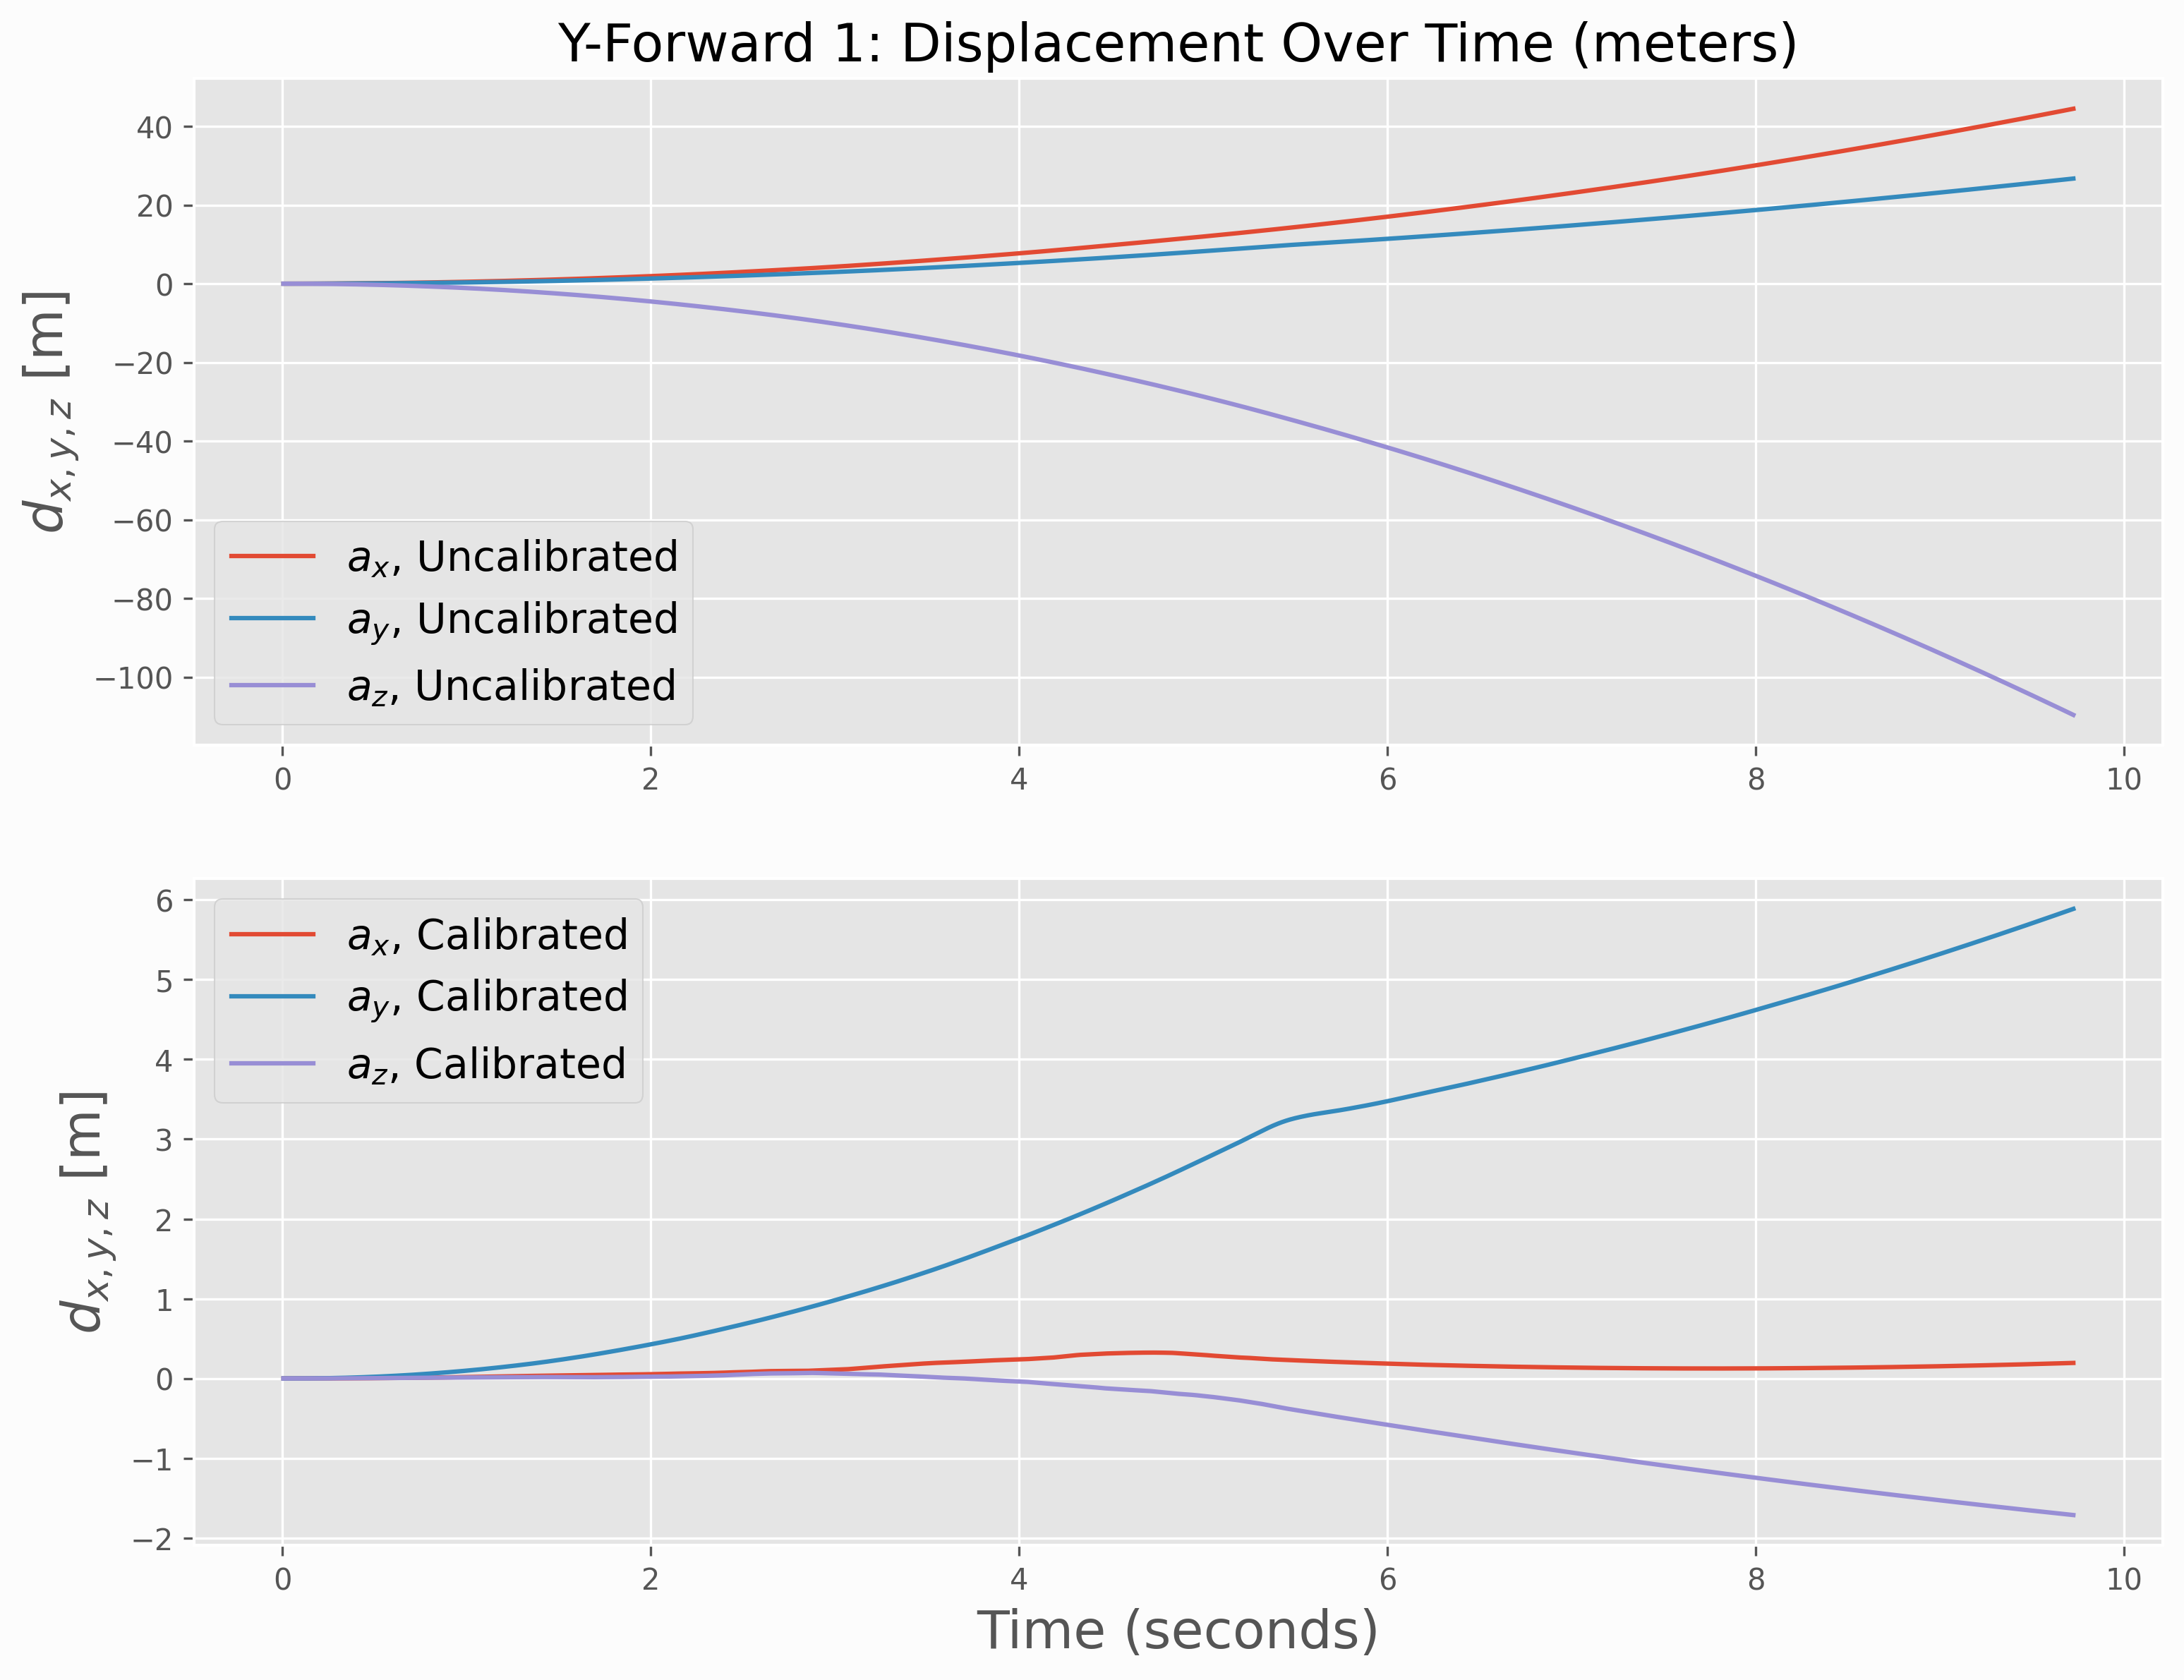 Y-Forward 1: Displacement Over Time (meters)
40
20
0
−20
−40
−60
−80
−100
d_{x, y, z} [m]
a_x, Uncalibrated
a_y, Uncalibrated
a_z, Uncalibrated
0 2 4 6 8 10
6
5
4
3
2
1
0
−1
−2
d_{x, y, z} [m]
a_x, Calibrated
a_y, Calibrated
a_z, Calibrated
0 2 4 6 8 10
Time (seconds)